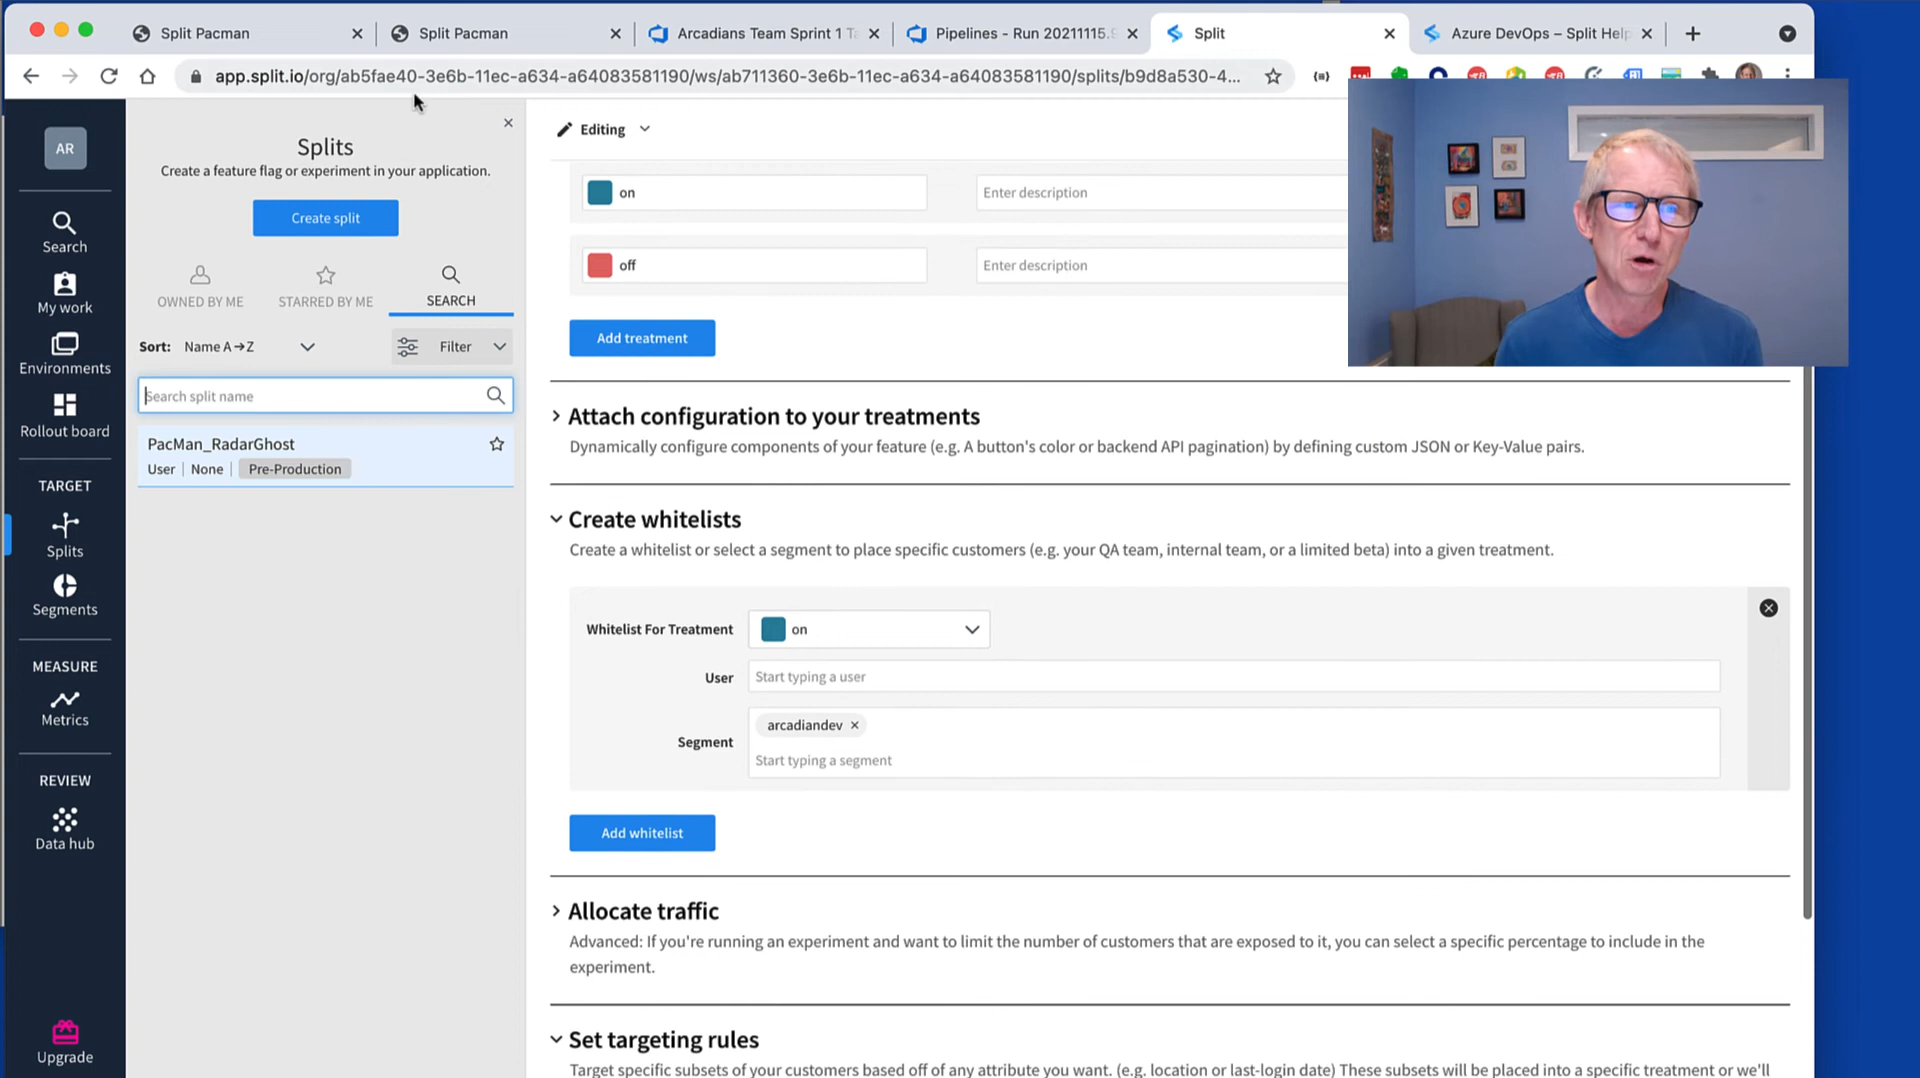 Split Pacman
Split Pacman
Arcadians Team Sprint 1 Ta
Pipelines - Run 20211115.9
Split
Azure DevOps – Split Help
app.split.io/org/ab5fae40-3e6b-11ec-a634-a64083581190/ws/ab711360-3e6b-11ec-a634-a64083581190/splits/b9d8a530-4...
AR
Search
My work
Environments
Rollout board
TARGET
Splits
Segments
MEASURE
Metrics
REVIEW
Data hub
Upgrade
Splits
Create a feature flag or experiment in your application.
Create split
OWNED BY ME
STARRED BY ME
SEARCH
Sort: Name A→Z
Filter
Search split name
PacMan_RadarGhost
User | None | Pre-Production
Editing
on
Enter description
off
Enter description
Add treatment
Attach configuration to your treatments
Dynamically configure components of your feature (e.g. A button's color or backend API pagination) by defining custom JSON or Key-Value pairs.
Create whitelists
Create a whitelist or select a segment to place specific customers (e.g. your QA team, internal team, or a limited beta) into a given treatment.
Whitelist For Treatment
on
User
Start typing a user
Segment
arcadiandev ×
Start typing a segment
Add whitelist
Allocate traffic
Advanced: If you're running an experiment and want to limit the number of customers that are exposed to it, you can select a specific percentage to include in the
experiment.
Set targeting rules
Target specific subsets of your customers based off of any attribute you want. (e.g. location or last-login date) These subsets will be placed into a specific treatment or we'll